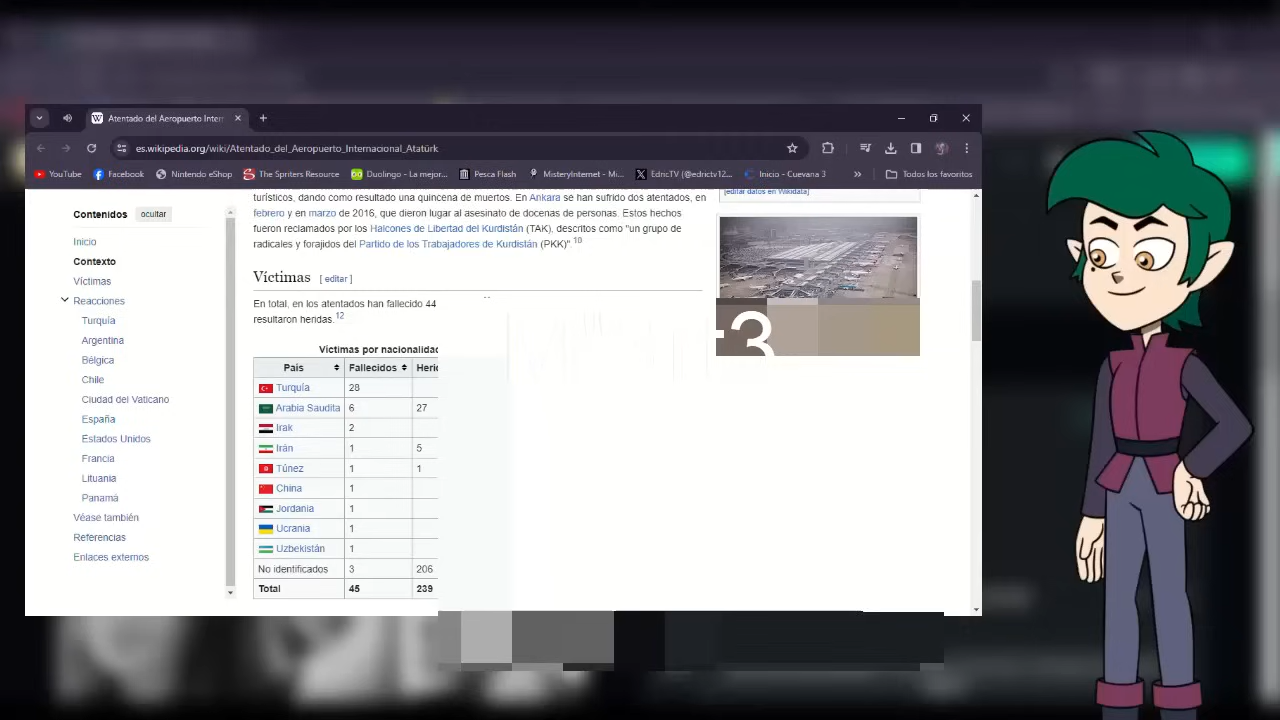 Atentado del Aeropuerto Inter
es.wikipedia.org/wiki/Atentado_del_Aeropuerto_Internacional_Atatürk
YouTube Facebook Nintendo eShop The Spriters Resource Duolingo - La mejor... Pesca Flash MisteryInternet - Mi... EdricTV (@edrictv12... Inicio - Cuevana 3 » Todos los favoritos
[editar datos en Wikidata]
turísticos, dando como resultado una quincena de muertos. En Ankara se han sufrido dos atentados, en
febrero y en marzo de 2016, que dieron lugar al asesinato de docenas de personas. Estos hechos
fueron reclamados por los Halcones de Libertad del Kurdistán (TAK), descritos como "un grupo de
radicales y forajidos del Partido de los Trabajadores de Kurdistán (PKK)" 10
Contenidos ocultar
Inicio
Contexto
Víctimas
Reacciones
Turquía
Argentina
Bélgica
Chile
Ciudad del Vaticano
España
Estados Unidos
Francia
Lituania
Panamá
Véase también
Referencias
Enlaces externos
Víctimas [ editar ]
En total, en los atentados han fallecido 44
resultaron heridas.12
Víctimas por nacionalidad
País Fallecidos Heri
Turquía 28
Arabia Saudita 6 27
Irak 2
Irán 1 5
Túnez 1 1
China 1
Jordania 1
Ucrania 1
Uzbekistán 1
No identificados 3 206
Total 45 239
3